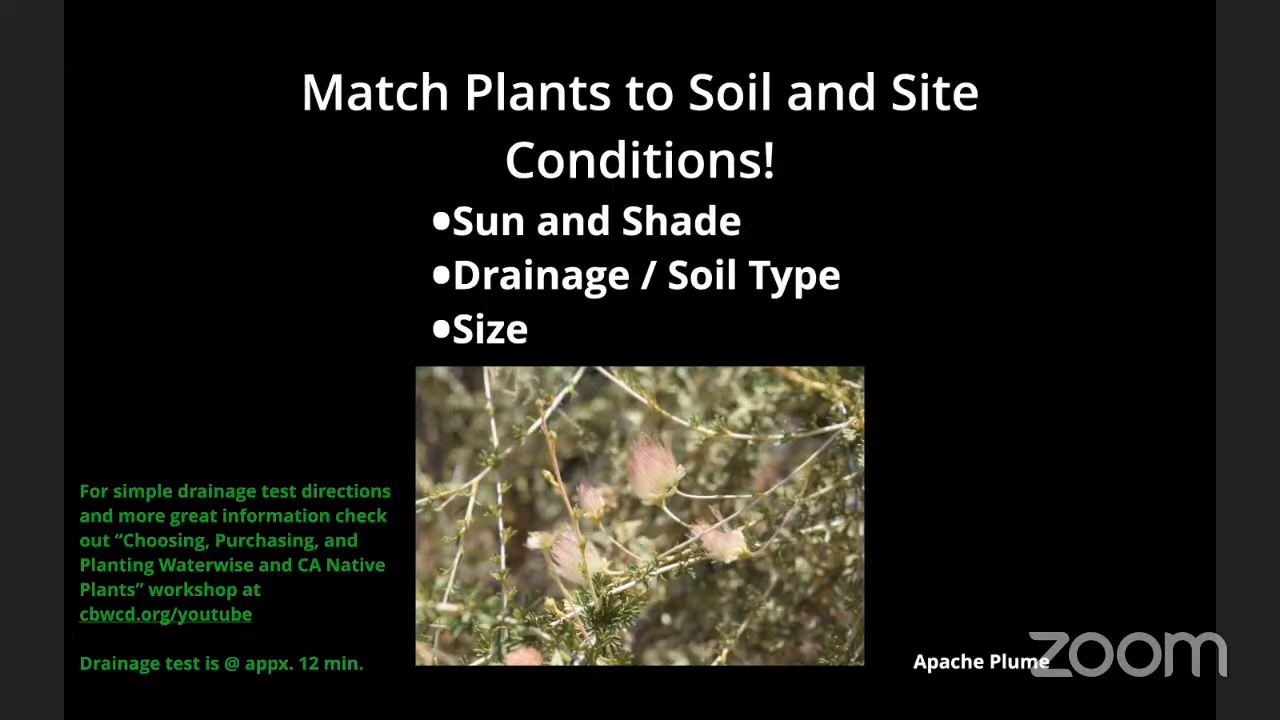 Match Plants to Soil and Site
Conditions!
•Sun and Shade
•Drainage / Soil Type
•Size
For simple drainage test directions
and more great information check
out “Choosing, Purchasing, and
Planting Waterwise and CA Native
Plants” workshop at
cbwcd.org/youtube
Drainage test is @ appx. 12 min.
Apache Plume
zoom